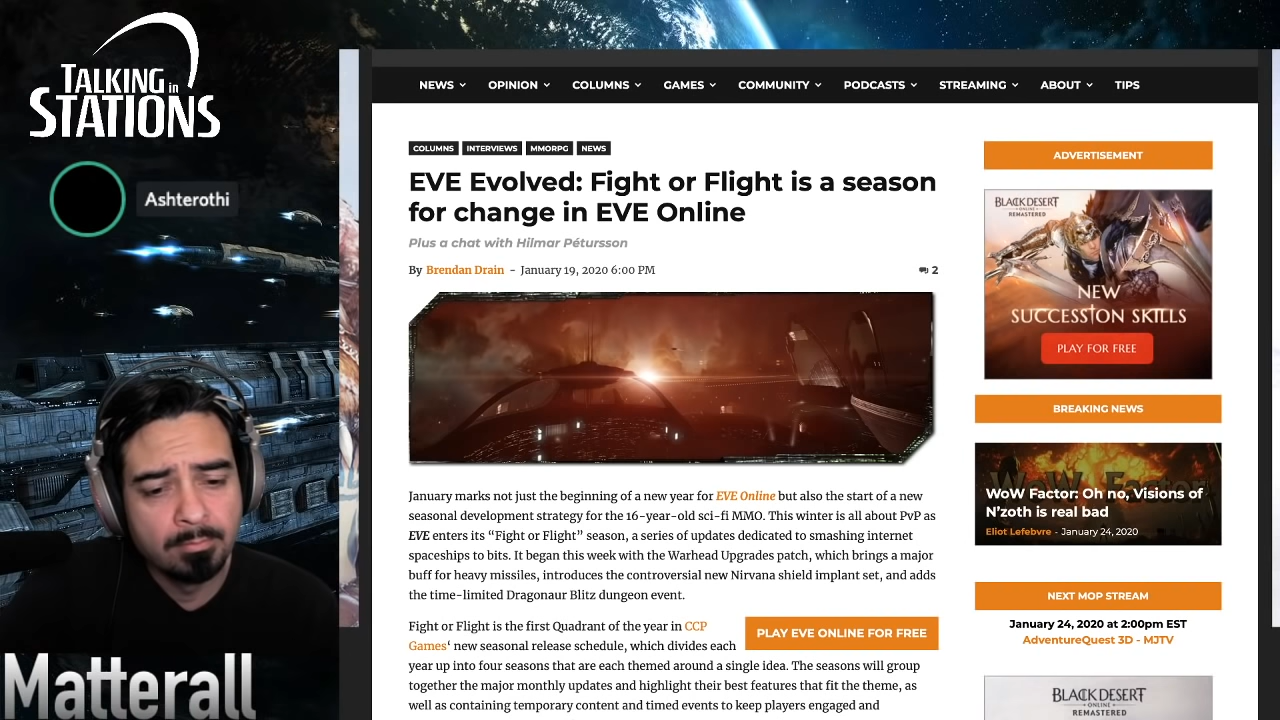 TALKING in
STATIONS
Ashterothi
Matterall
NEWS OPINION COLUMNS GAMES COMMUNITY PODCASTS STREAMING ABOUT TIPS
COLUMNS INTERVIEWS MMORPG NEWS
EVE Evolved: Fight or Flight is a season
for change in EVE Online
Plus a chat with Hilmar Pétursson
By Brendan Drain - January 19, 2020 6:00 PM 2
January marks not just the beginning of a new year for EVE Online but also the start of a new
seasonal development strategy for the 16-year-old sci-fi MMO. This winter is all about PvP as
EVE enters its “Fight or Flight” season, a series of updates dedicated to smashing internet
spaceships to bits. It began this week with the Warhead Upgrades patch, which brings a major
buff for heavy missiles, introduces the controversial new Nirvana shield implant set, and adds
the time-limited Dragonaur Blitz dungeon event.
Fight or Flight is the first Quadrant of the year in CCP
Games‘ new seasonal release schedule, which divides each
PLAY EVE ONLINE FOR FREE
year up into four seasons that are each themed around a single idea. The seasons will group
together the major monthly updates and highlight their best features that fit the theme, as
well as containing temporary content and timed events to keep players engaged and
ADVERTISEMENT
BLACK DESERT
ONLINE
REMASTERED
NEW
SUCCESSION SKILLS
PLAY FOR FREE
BREAKING NEWS
WoW Factor: Oh no, Visions of
N’zoth is real bad
Eliot Lefebvre - January 24, 2020
NEXT MOP STREAM
January 24, 2020 at 2:00pm EST
AdventureQuest 3D - MJTV
BLACK DESERT
ONLINE
REMASTERED